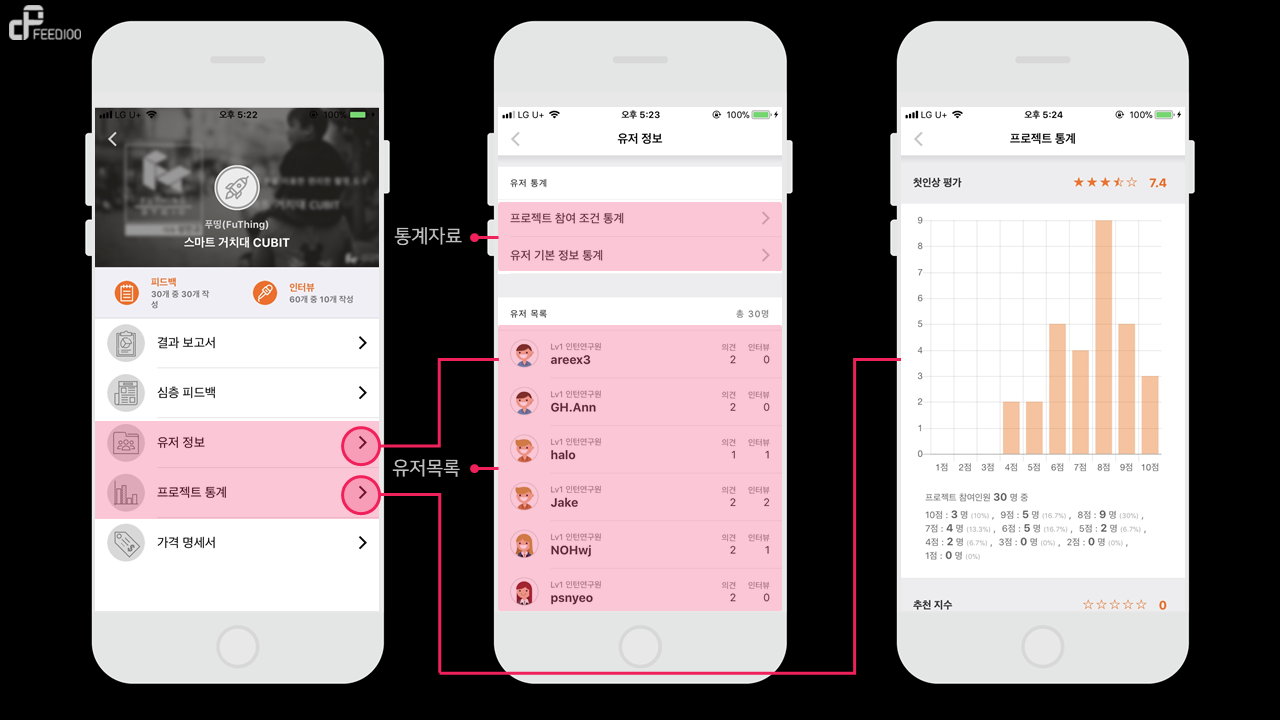 FEED100
LG U+
오후 5:22
100%
푸띵(FuThing)
스마트 거치대 CUBIT
피드백
30개 중 30개 작
성
인터뷰
60개 중 10개 작성
결과 보고서
심층 피드백
유저 정보
프로젝트 통계
가격 명세서
통계자료
유저목록
LG U+
오후 5:23
100%
유저 정보
유저 통계
프로젝트 참여 조건 통계
유저 기본 정보 통계
유저 목록
총 30명
Lv1 인턴연구원
의견 인터뷰
areex3
2 0
Lv1 인턴연구원
의견 인터뷰
GH.Ann
2 0
Lv1 인턴연구원
의견 인터뷰
halo
1 1
Lv1 인턴연구원
의견 인터뷰
Jake
2 2
Lv1 인턴연구원
의견 인터뷰
NOHwj
2 1
Lv1 인턴연구원
의견 인터뷰
psnyeo
2 0
LG U+
오후 5:24
100%
프로젝트 통계
첫인상 평가
7.4
9
8
7
6
5
4
3
2
1
0
1점 2점 3점 4점 5점 6점 7점 8점 9점 10점
프로젝트 참여인원 30 명 중
10점 : 3 명 (10%) , 9점 : 5 명 (16.7%) , 8점 : 9 명 (30%) ,
7점 : 4 명 (13.3%) , 6점 : 5 명 (16.7%) , 5점 : 2 명 (6.7%) ,
4점 : 2 명 (6.7%) , 3점 : 0 명 (0%) , 2점 : 0 명 (0%) ,
1점 : 0 명 (0%)
추천 지수
0